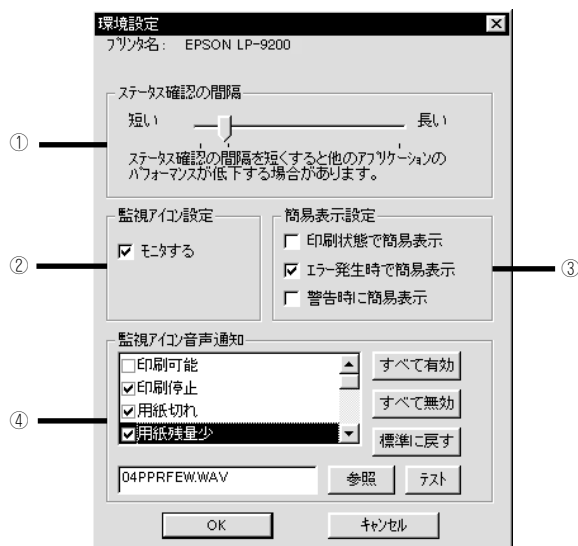 環境設定
プリンタ名： EPSON LP-9200
ステータス確認の間隔
短い 長い
①
ステータス確認の間隔を短くすると他のアプリケーションの
パフォーマンスが低下する場合があります。
監視アイコン設定
モニタする
②
簡易表示設定
印刷状態で簡易表示
エラー発生時で簡易表示
警告時に簡易表示
③
監視アイコン音声通知
印刷可能
印刷停止
用紙切れ
用紙残量少
④
すべて有効
すべて無効
標準に戻す
04PPRFEW.WAV
参照
テスト
OK
キャンセル